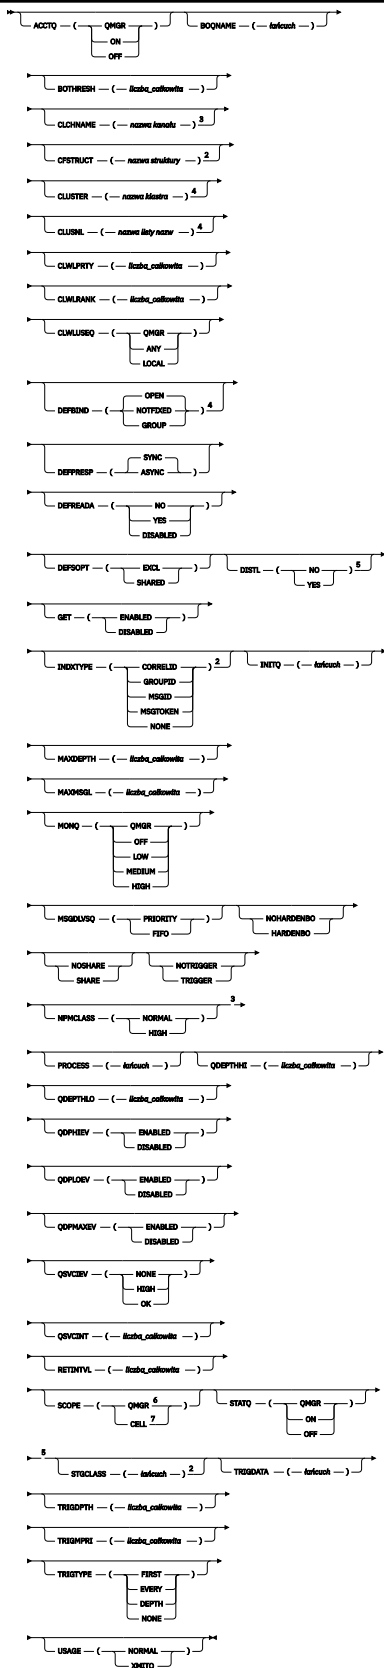 ACCTQ — ( QMGR ) BOQNAME — ( — łańcuch — )
ON
OFF
BOTHRESH — ( — liczba_całkowita — )
CLCHNAME — ( — nazwa kanału — ) 3
CFSTRUCT — ( — nazwa struktury — ) 2
CLUSTER — ( — nazwa klastra — ) 4
CLUSNL — ( — nazwa listy nazw — ) 4
CLWLPRTY — ( — liczba_całkowita — )
CLWLRANK — ( — liczba_całkowita — )
CLWLUSEQ — ( QMGR )
ANY
LOCAL
OPEN
DEFBIND — ( NOTFIXED ) 4
GROUP
SYNC
DEFPRESP — ( ASYNC )
DEFREADA — ( NO )
YES
DISABLED
DEFSOPT — ( EXCL ) DISTL — ( NO ) 5
SHARED YES
GET — ( ENABLED )
DISABLED
INDXTYPE — ( CORRELID ) 2 INITQ — ( — łańcuch — )
GROUPID
MSGID
MSGTOKEN
NONE
MAXDEPTH — ( — liczba_całkowita — )
MAXMSGL — ( — liczba_całkowita — )
MONQ — ( QMGR )
OFF
LOW
MEDIUM
HIGH
MSGDLVSQ — ( PRIORITY ) NOHARDENBO
FIFO HARDENBO
NOSHARE NOTRIGGER
SHARE TRIGGER
NPMCLASS — ( NORMAL ) 3
HIGH
PROCESS — ( — łańcuch — ) QDEPTHHI — ( — liczba_całkowita — )
QDEPTHLO — ( — liczba_całkowita — )
QDPHIEV — ( ENABLED )
DISABLED
QDPLOEV — ( ENABLED )
DISABLED
QDPMAXEV — ( ENABLED )
DISABLED
QSVCIEV — ( NONE )
HIGH
OK
QSVCINT — ( — liczba_całkowita — )
RETINTVL — ( — liczba_całkowita — )
SCOPE — ( QMGR 6 ) STATQ — ( QMGR )
CELL 7 ON
OFF
5 STGCLASS — ( — łańcuch — ) 2 TRIGDATA — ( — łańcuch — )
TRIGDPTH — ( — liczba_całkowita — )
TRIGMPRI — ( — liczba_całkowita — )
TRIGTYPE — ( FIRST )
EVERY
DEPTH
NONE
USAGE — ( NORMAL )
XMITQ